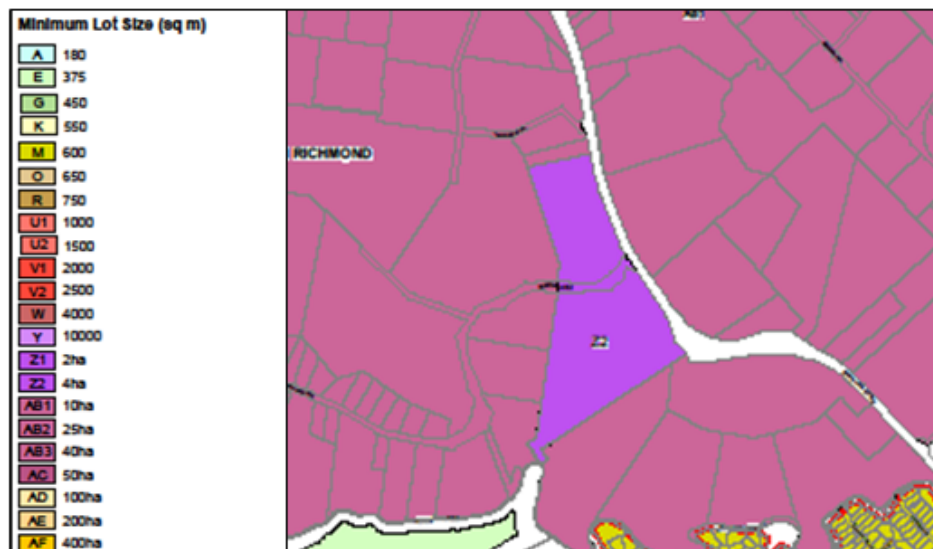 Minimum Lot Size (sq m)
A 180
E 375
G 450
K 550
M 600
O 650
R 750
U1 1000
U2 1500
V1 2000
V2 2500
W 4000
Y 10000
Z1 2ha
Z2 4ha
AB1 10ha
AB2 25ha
AB3 40ha
AC 50ha
AD 100ha
AE 200ha
AF 400ha
RICHMOND
Z2